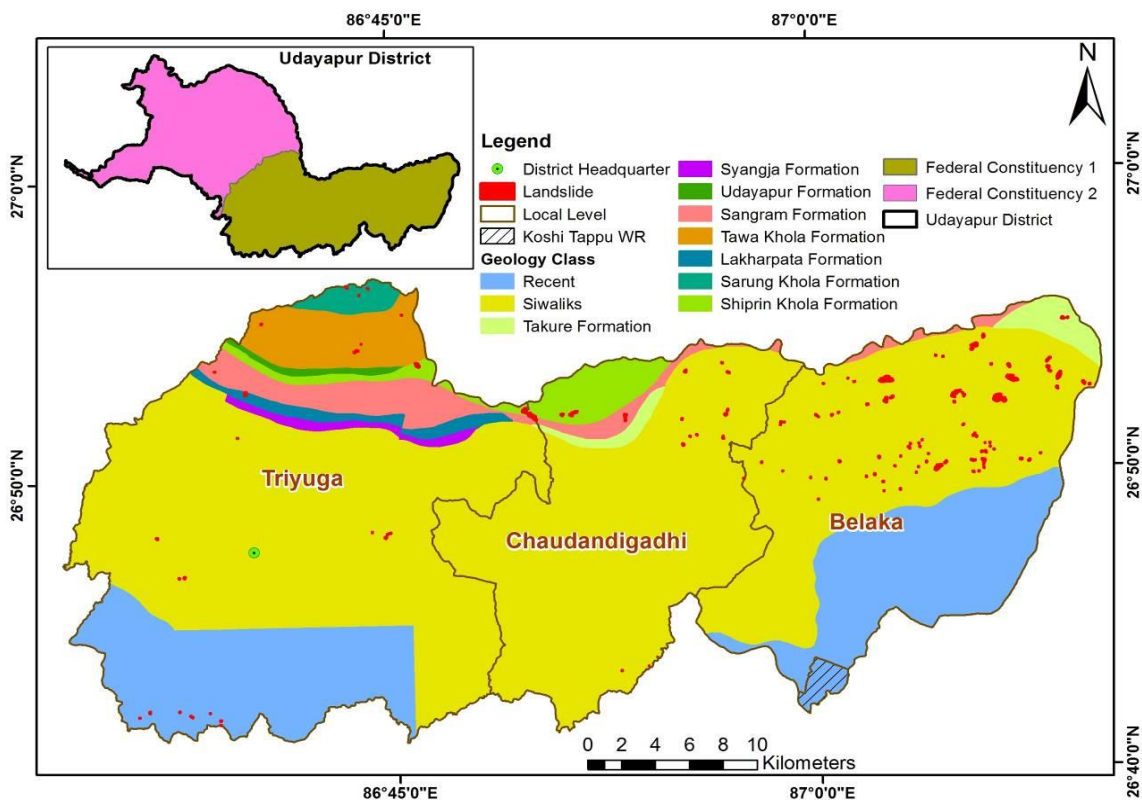 86°45'0"E
87°0'0"E
Udayapur District
N
27°0'0"N
27°0'0"N
Legend
District Headquarter
Landslide
Local Level
Koshi Tappu WR
Geology Class
Recent
Siwaliks
Takure Formation
Syangja Formation
Udayapur Formation
Sangram Formation
Tawa Khola Formation
Lakharpata Formation
Sarung Khola Formation
Shiprin Khola Formation
Federal Constituency 1
Federal Constituency 2
Udayapur District
26°50'0"N
26°50'0"N
Triyuga
Chaudandigadhi
Belaka
0 2 4 6 8 10
Kilometers
26°40'0"N
86°45'0"E
87°0'0"E